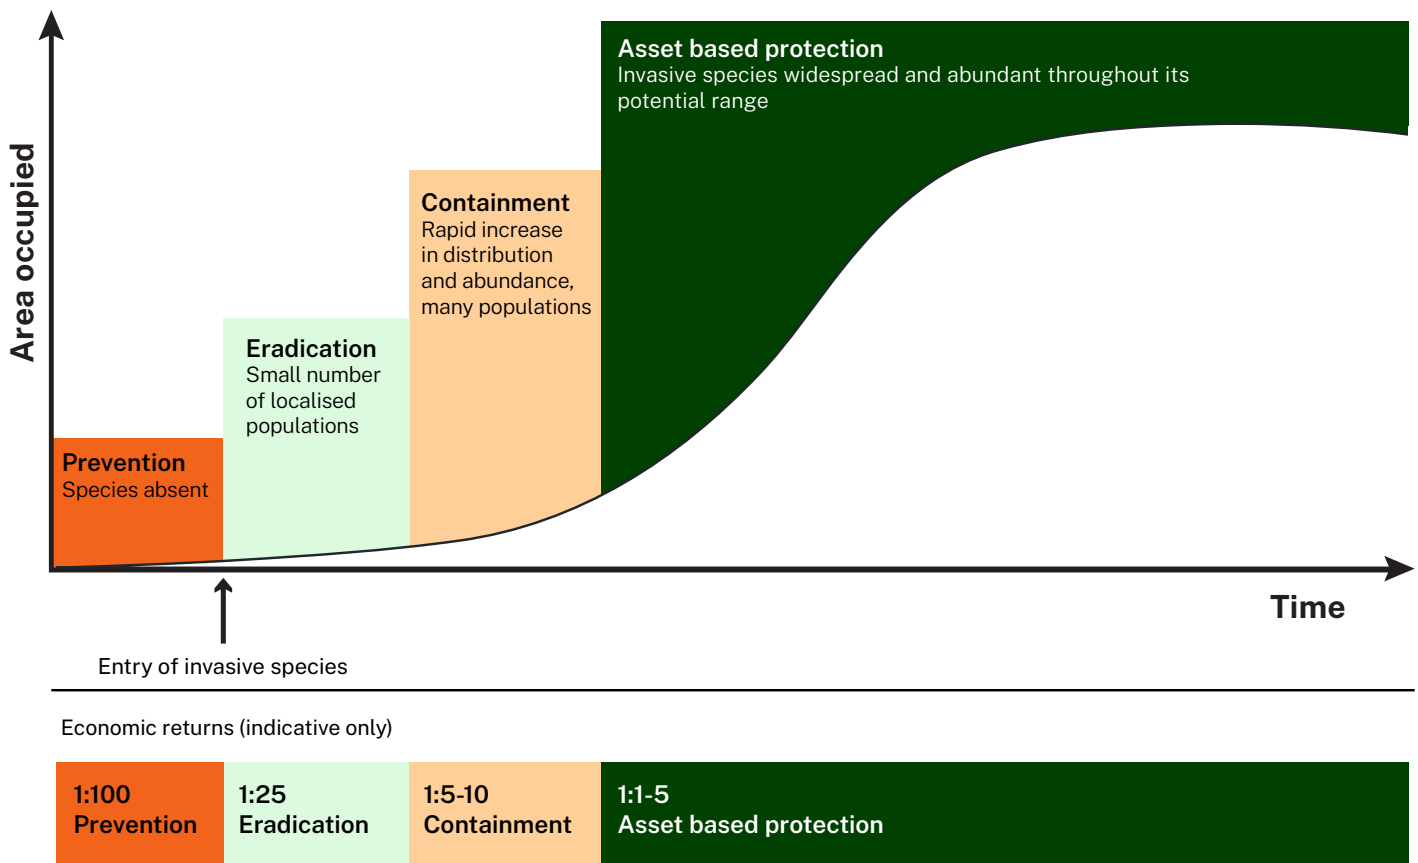 Asset based protection
Invasive species widespread and abundant throughout its
potential range
Containment
Rapid increase
in distribution
and abundance,
many populations
Eradication
Small number
of localised
populations
Prevention
Species absent
Area occupied
Time
Entry of invasive species
Economic returns (indicative only)
1:100
Prevention
1:25
Eradication
1:5-10
Containment
1:1-5
Asset based protection